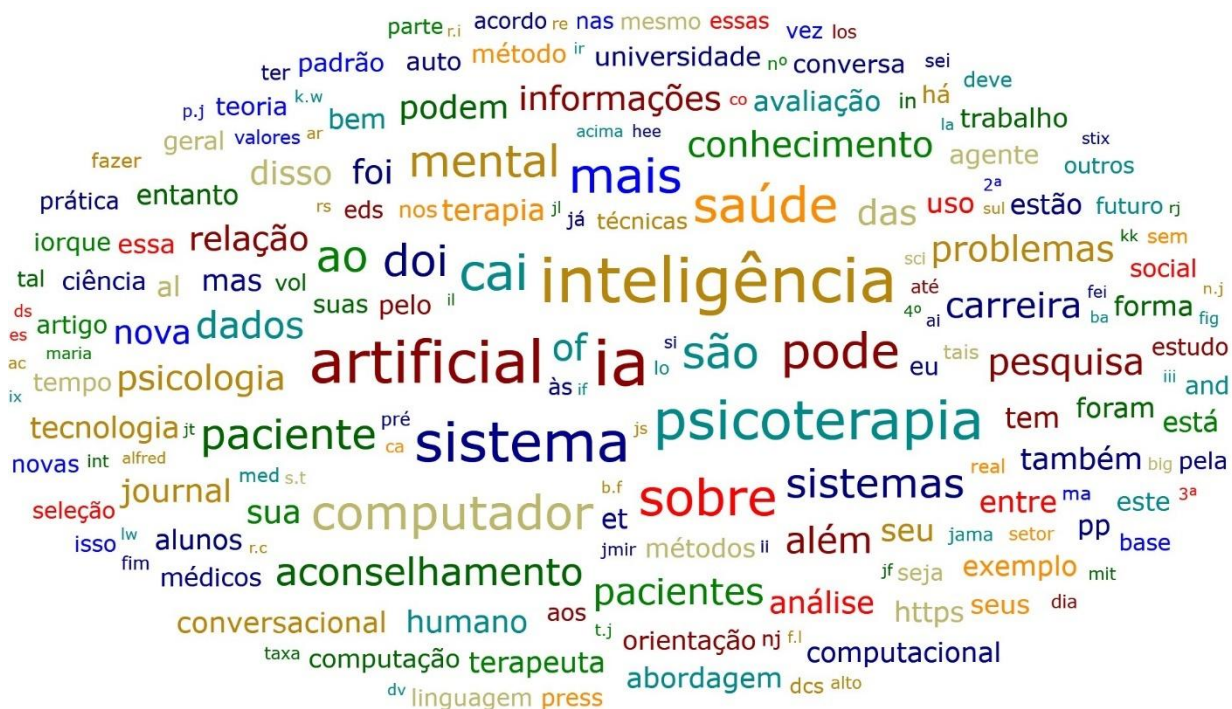 parte r.i acordo re nas mesmo essas vez los
ter padrão auto método ir universidade nº conversa sei
p.j teoria k.w bem podem informações co avaliação in há deve
geral valores ar acima hee conhecimento la trabalho stix
fazer disso foi mental mais agente outros
prática entanto rs eds nos terapia jl já técnicas saúde das uso 2ª sul estão futuro rj
iorque essa relação ao doi cai inteligência sci problemas kk sem social
tal ciência al mas vol suas pelo il até 4º ai carreira fei ba forma n.j fig
ds es artigo nova dados
ac maria artificial of ia si lo são pode eu tais pesquisa estudo
ix tempo psicologia às if iii and
tecnologia jt paciente pré ca sistema js psicoterapia tem foram está
novas int alfred também big pela
seleção journal med s.t b.f sobre sistemas real entre ma este 3ª
isso lw alunos r.c sua computador et além seu jama setor pp base
fim médicos jmir métodos ii jf seja exemplo mit
aconselhamento pacientes análise https seus dia
conversacional humano aos t.j orientação nj f.l computacional
taxa computação terapeuta abordagem dcs alto
dv linguagem press